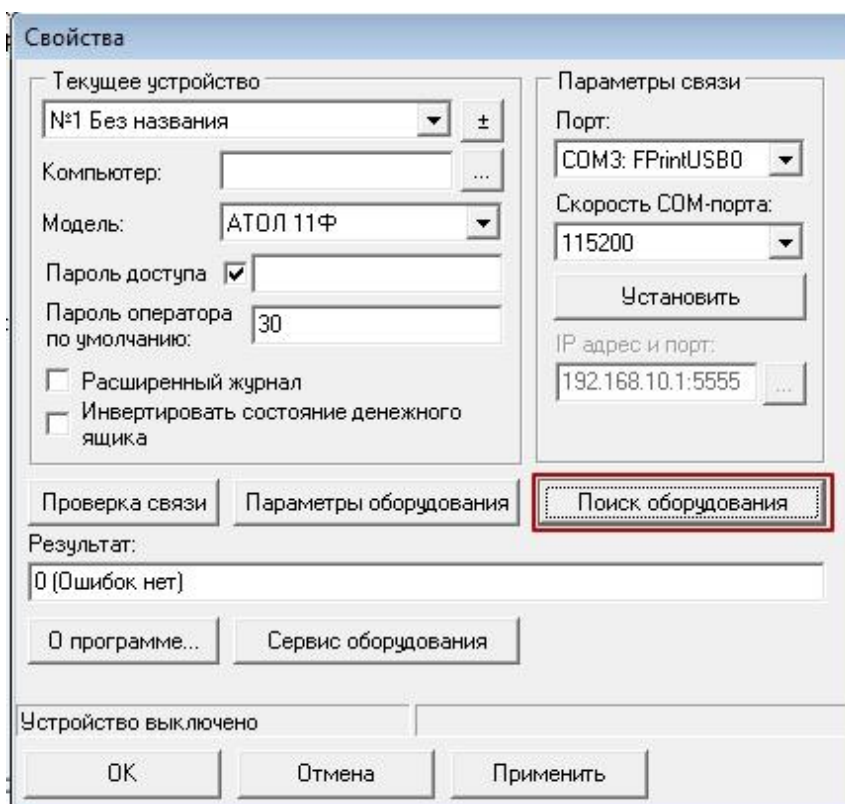 Свойства
Текущее устройство
№1 Без названия
±
Компьютер:
...
Модель:
АТОЛ 11Ф
Пароль доступа
Пароль оператора
по умолчанию:
30
Расширенный журнал
Инвертировать состояние денежного
ящика
Параметры связи
Порт:
COM3: FPrintUSB0
Скорость COM-порта:
115200
Установить
IP адрес и порт:
192.168.10.1:5555
...
Проверка связи
Параметры оборудования
Поиск оборудования
Результат:
0 (Ошибок нет)
О программе...
Сервис оборудования
Устройство выключено
ОК
Отмена
Применить